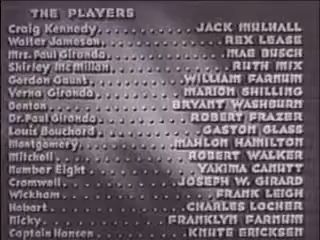 THE PLAYERS
Craig Kennedy . . . . . . . . JACK MULHALL
Walter Jameson . . . . . . . . REX LEASE
Mrs. Paul Gironda . . . . . . . . MAE BUSCH
Shirley McMillan . . . . . . . . RUTH MIX
Gordon Gaunt . . . . . . . . WILLIAM FARNUM
Verna Gironda . . . . . . . . MARION SHILLING
Denton . . . . . . . . BRYANT WASHBURN
Dr. Paul Gironda . . . . . . . . ROBERT FRAZER
Louis Bouchard . . . . . . . . GASTON GLASS
Montgomery . . . . . . . . MAHLON HAMILTON
Mitchell . . . . . . . . ROBERT WALKER
Number Eight . . . . . . . . YAKIMA CANUTT
Cromwell . . . . . . . . JOSEPH W. GIRARD
Wickham . . . . . . . . FRANK LEIGH
Hobart . . . . . . . . CHARLES LOCHER
Nicky . . . . . . . . FRANKLYN FARNUM
Captain Hansen . . . . . . . . KNUTE ERICKSEN